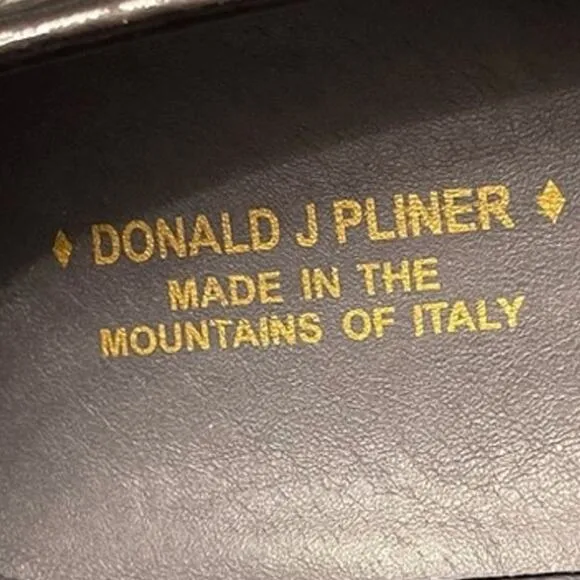 ♦ DONALD J PLINER ♦
MADE IN THE
MOUNTAINS OF ITALY